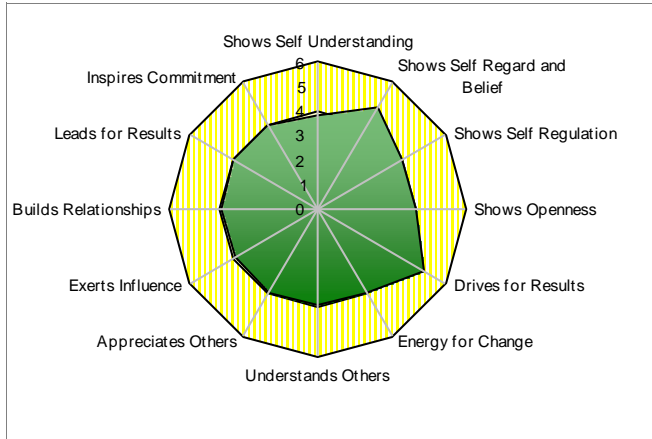 Shows Self Understanding
Shows Self Regard and
Belief
Shows Self Regulation
Shows Openness
Drives for Results
Energy for Change
Understands Others
Appreciates Others
Exerts Influence
Builds Relationships
Leads for Results
Inspires Commitment
6
5
4
3
2
1
0